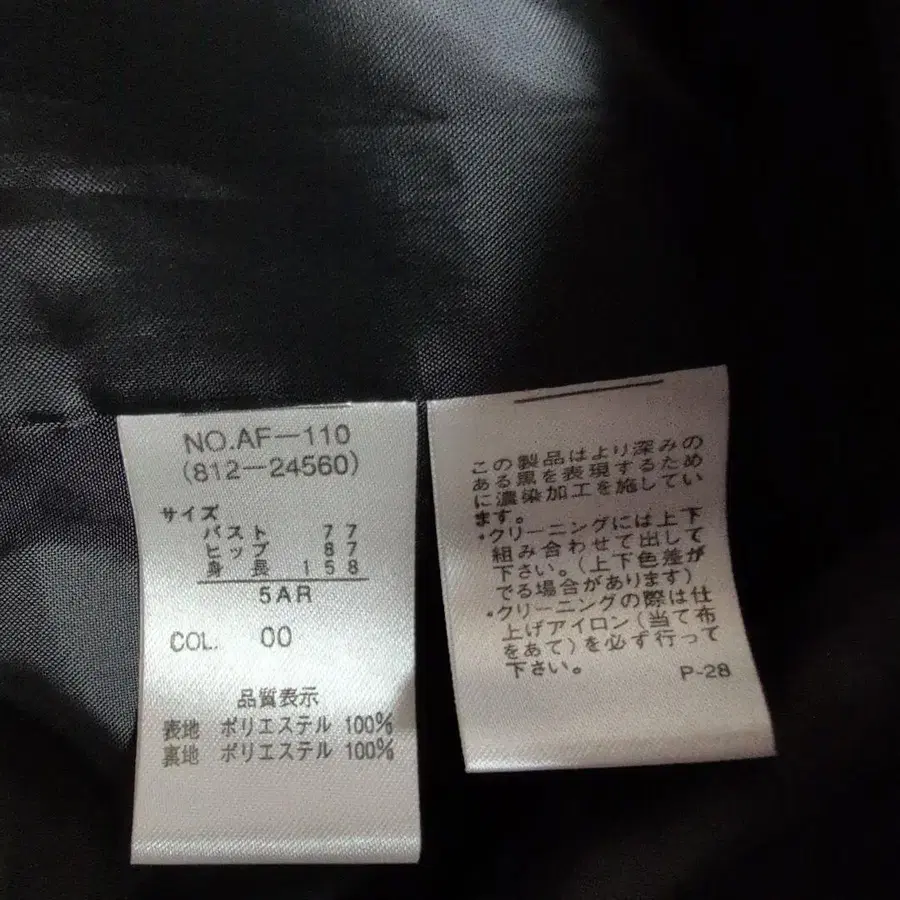 NO.AF－110
(812－24560)
サイズ
バスト 77
ヒップ 87
身長 158
5AR
COL. 00
品質表示
表地 ポリエステル 100%
裏地 ポリエステル 100%
この製品はより深みの
ある黒を表現するため
に濃染加工を施してい
ます。
・クリーニングには上下
組み合わせて出して
下さい。(上下色差が
でる場合があります)
・クリーニングの際は仕
上げアイロン(当て布
をあて)を必ず行って
下さい。
P-28